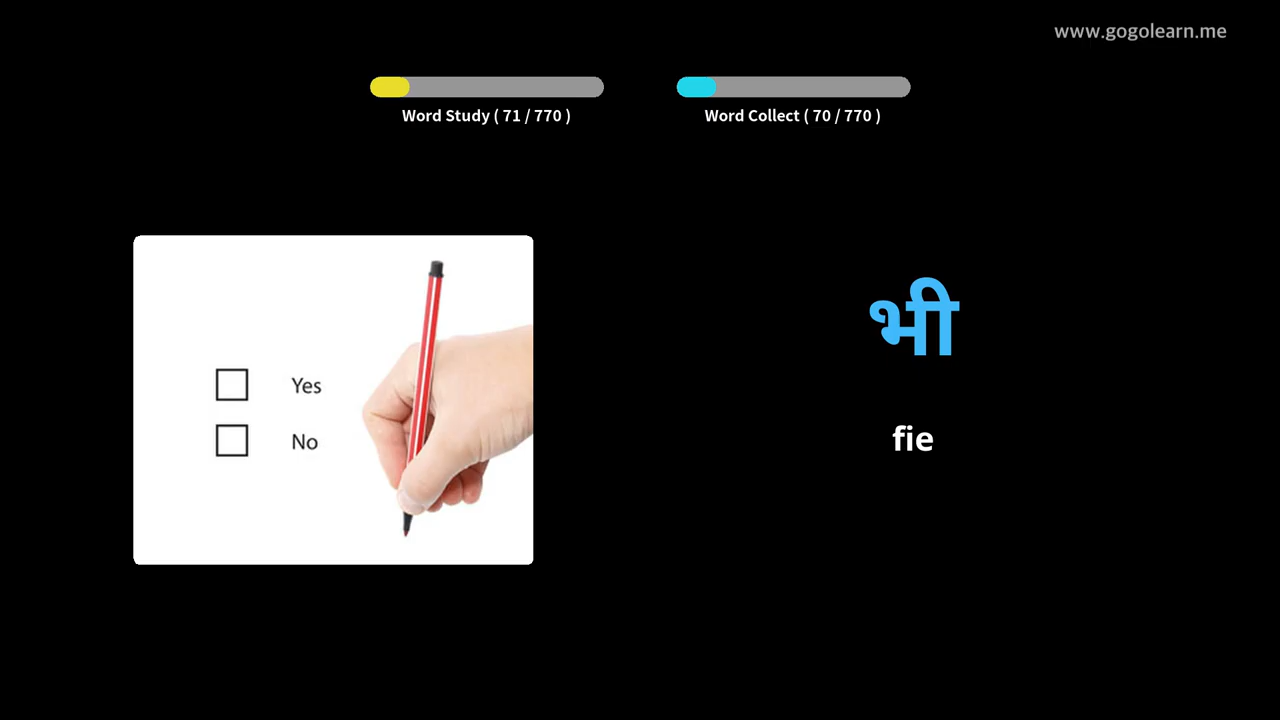 www.gogolearn.me
Word Study ( 71 / 770 )
Word Collect ( 70 / 770 )
Yes
No
भी
fie